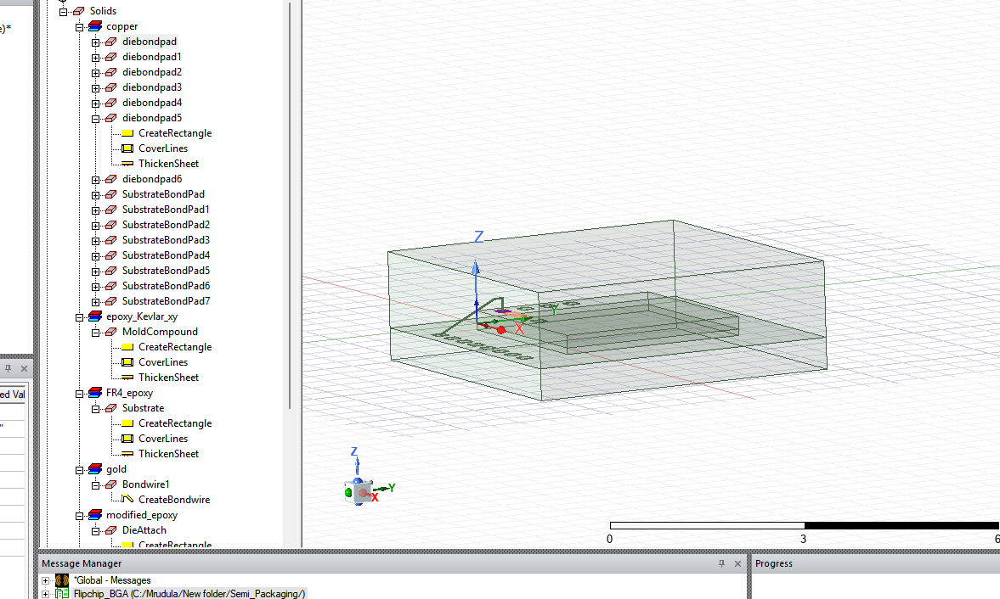 Solids
e)*
copper
diebondpad
diebondpad1
diebondpad2
diebondpad3
diebondpad4
diebondpad5
CreateRectangle
CoverLines
ThickenSheet
diebondpad6
SubstrateBondPad
SubstrateBondPad1
SubstrateBondPad2
SubstrateBondPad3
SubstrateBondPad4
SubstrateBondPad5
SubstrateBondPad6
SubstrateBondPad7
epoxy_Kevlar_xy
MoldCompound
CreateRectangle
CoverLines
ThickenSheet
FR4_epoxy
Substrate
CreateRectangle
CoverLines
ThickenSheet
gold
Bondwire1
CreateBondwire
modified_epoxy
DieAttach
CreateRectangle
ed Val
"
Z
Y
X
Z
Y
X
0
3
6
Message Manager
Progress
*Global - Messages
Flipchip_BGA (C:/Mrudula/New folder/Semi_Packaging/)